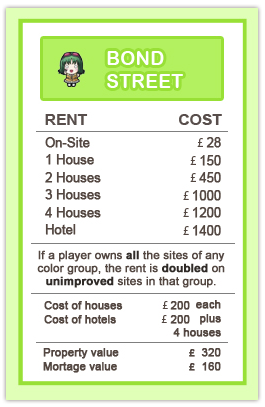 BOND
STREET
RENT COST
On-Site £ 28
1 House £ 150
2 Houses £ 450
3 Houses £ 1000
4 Houses £ 1200
Hotel £ 1400
If a player owns all the sites of any
color group, the rent is doubled on
unimproved sites in that group.
Cost of houses £ 200 each
Cost of hotels £ 200 plus
4 houses
Property value £ 320
Mortage value £ 160